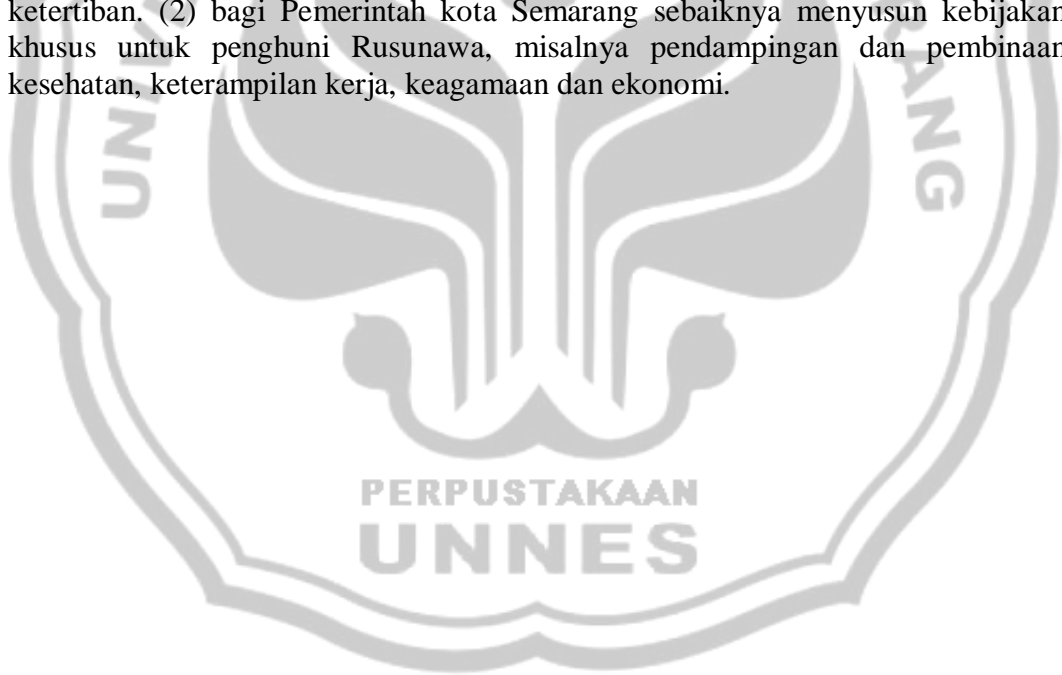 ketertiban. (2) bagi Pemerintah kota Semarang sebaiknya menyusun kebijakan
khusus untuk penghuni Rusunawa, misalnya pendampingan dan pembinaan
kesehatan, keterampilan kerja, keagamaan dan ekonomi.
PERPUSTAKAAN
UNNES